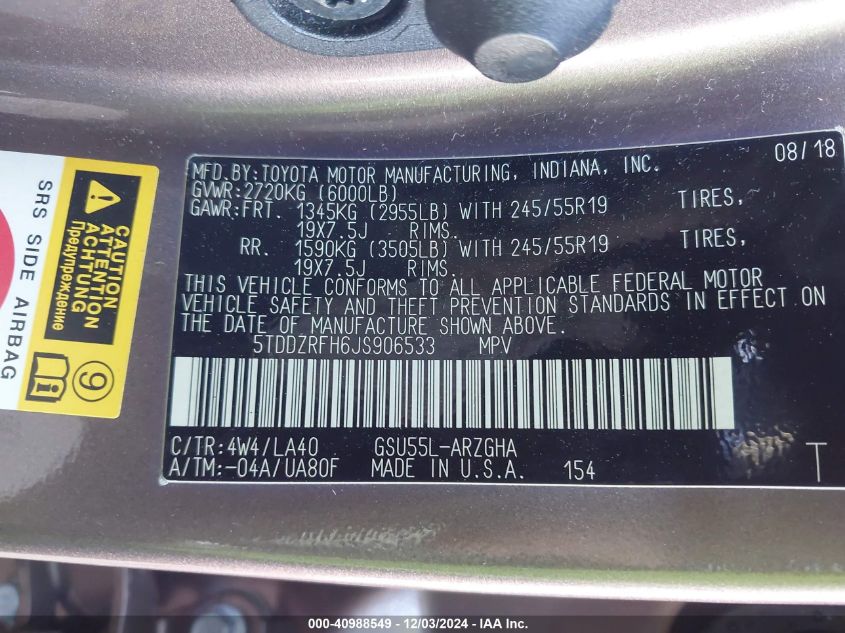 MFD.BY:TOYOTA MOTOR MANUFACTURING, INDIANA, INC. 08/18
GVWR:2720KG (6000LB)
GAWR:FRT. 1345KG (2955LB) WITH 245/55R19 TIRES,
19X7.5J RIMS.
RR. 1590KG (3505LB) WITH 245/55R19 TIRES,
19X7.5J RIMS.
THIS VEHICLE CONFORMS TO ALL APPLICABLE FEDERAL MOTOR
VEHICLE SAFETY AND THEFT PREVENTION STANDARDS IN EFFECT ON
THE DATE OF MANUFACTURE SHOWN ABOVE.
5TDDZRFH6JS906533 MPV
C/TR:4W4/LA40 GSU55L-ARZGHA
A/TM:-04A/UA80F MADE IN U.S.A. 154 T
SRS SIDE AIRBAG
CAUTION
ATTENTION
ACHTUNG
Предупреждение
i
9
000-40988549 - 12/03/2024 - IAA Inc.